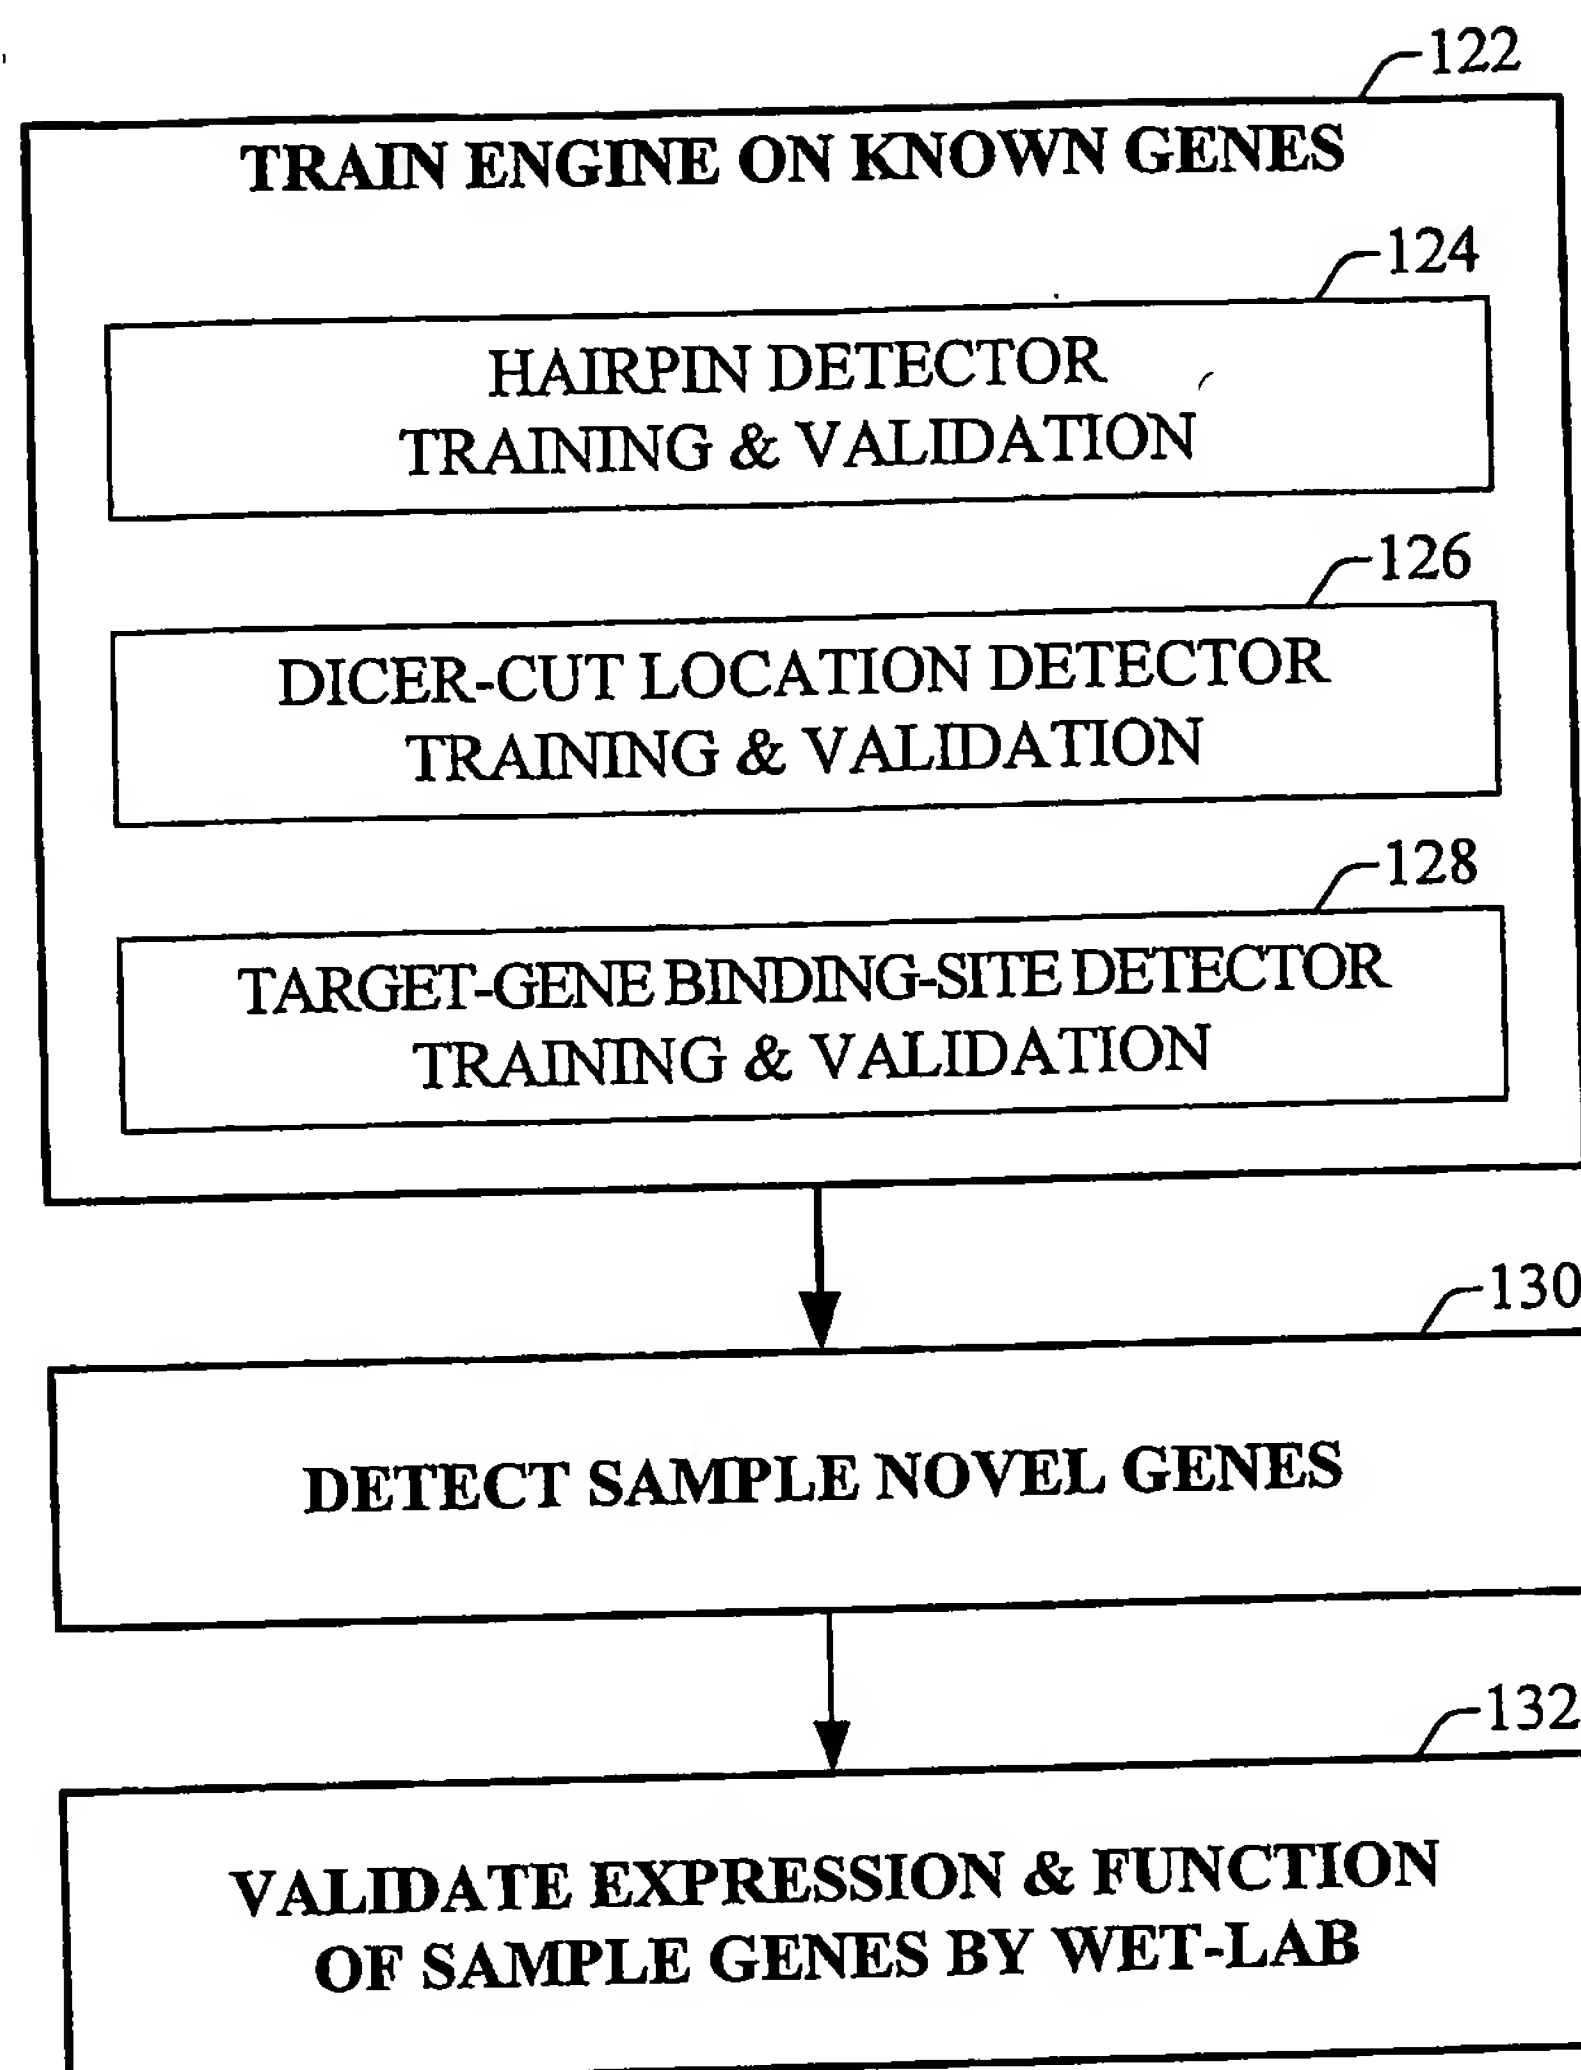 122
TRAIN ENGINE ON KNOWN GENES
124
HAIRPIN DETECTOR
TRAINING & VALIDATION
126
DICER-CUT LOCATION DETECTOR
TRAINING & VALIDATION
128
TARGET-GENE BINDING-SITE DETECTOR
TRAINING & VALIDATION
130
DETECT SAMPLE NOVEL GENES
132
VALIDATE EXPRESSION & FUNCTION
OF SAMPLE GENES BY WET-LAB